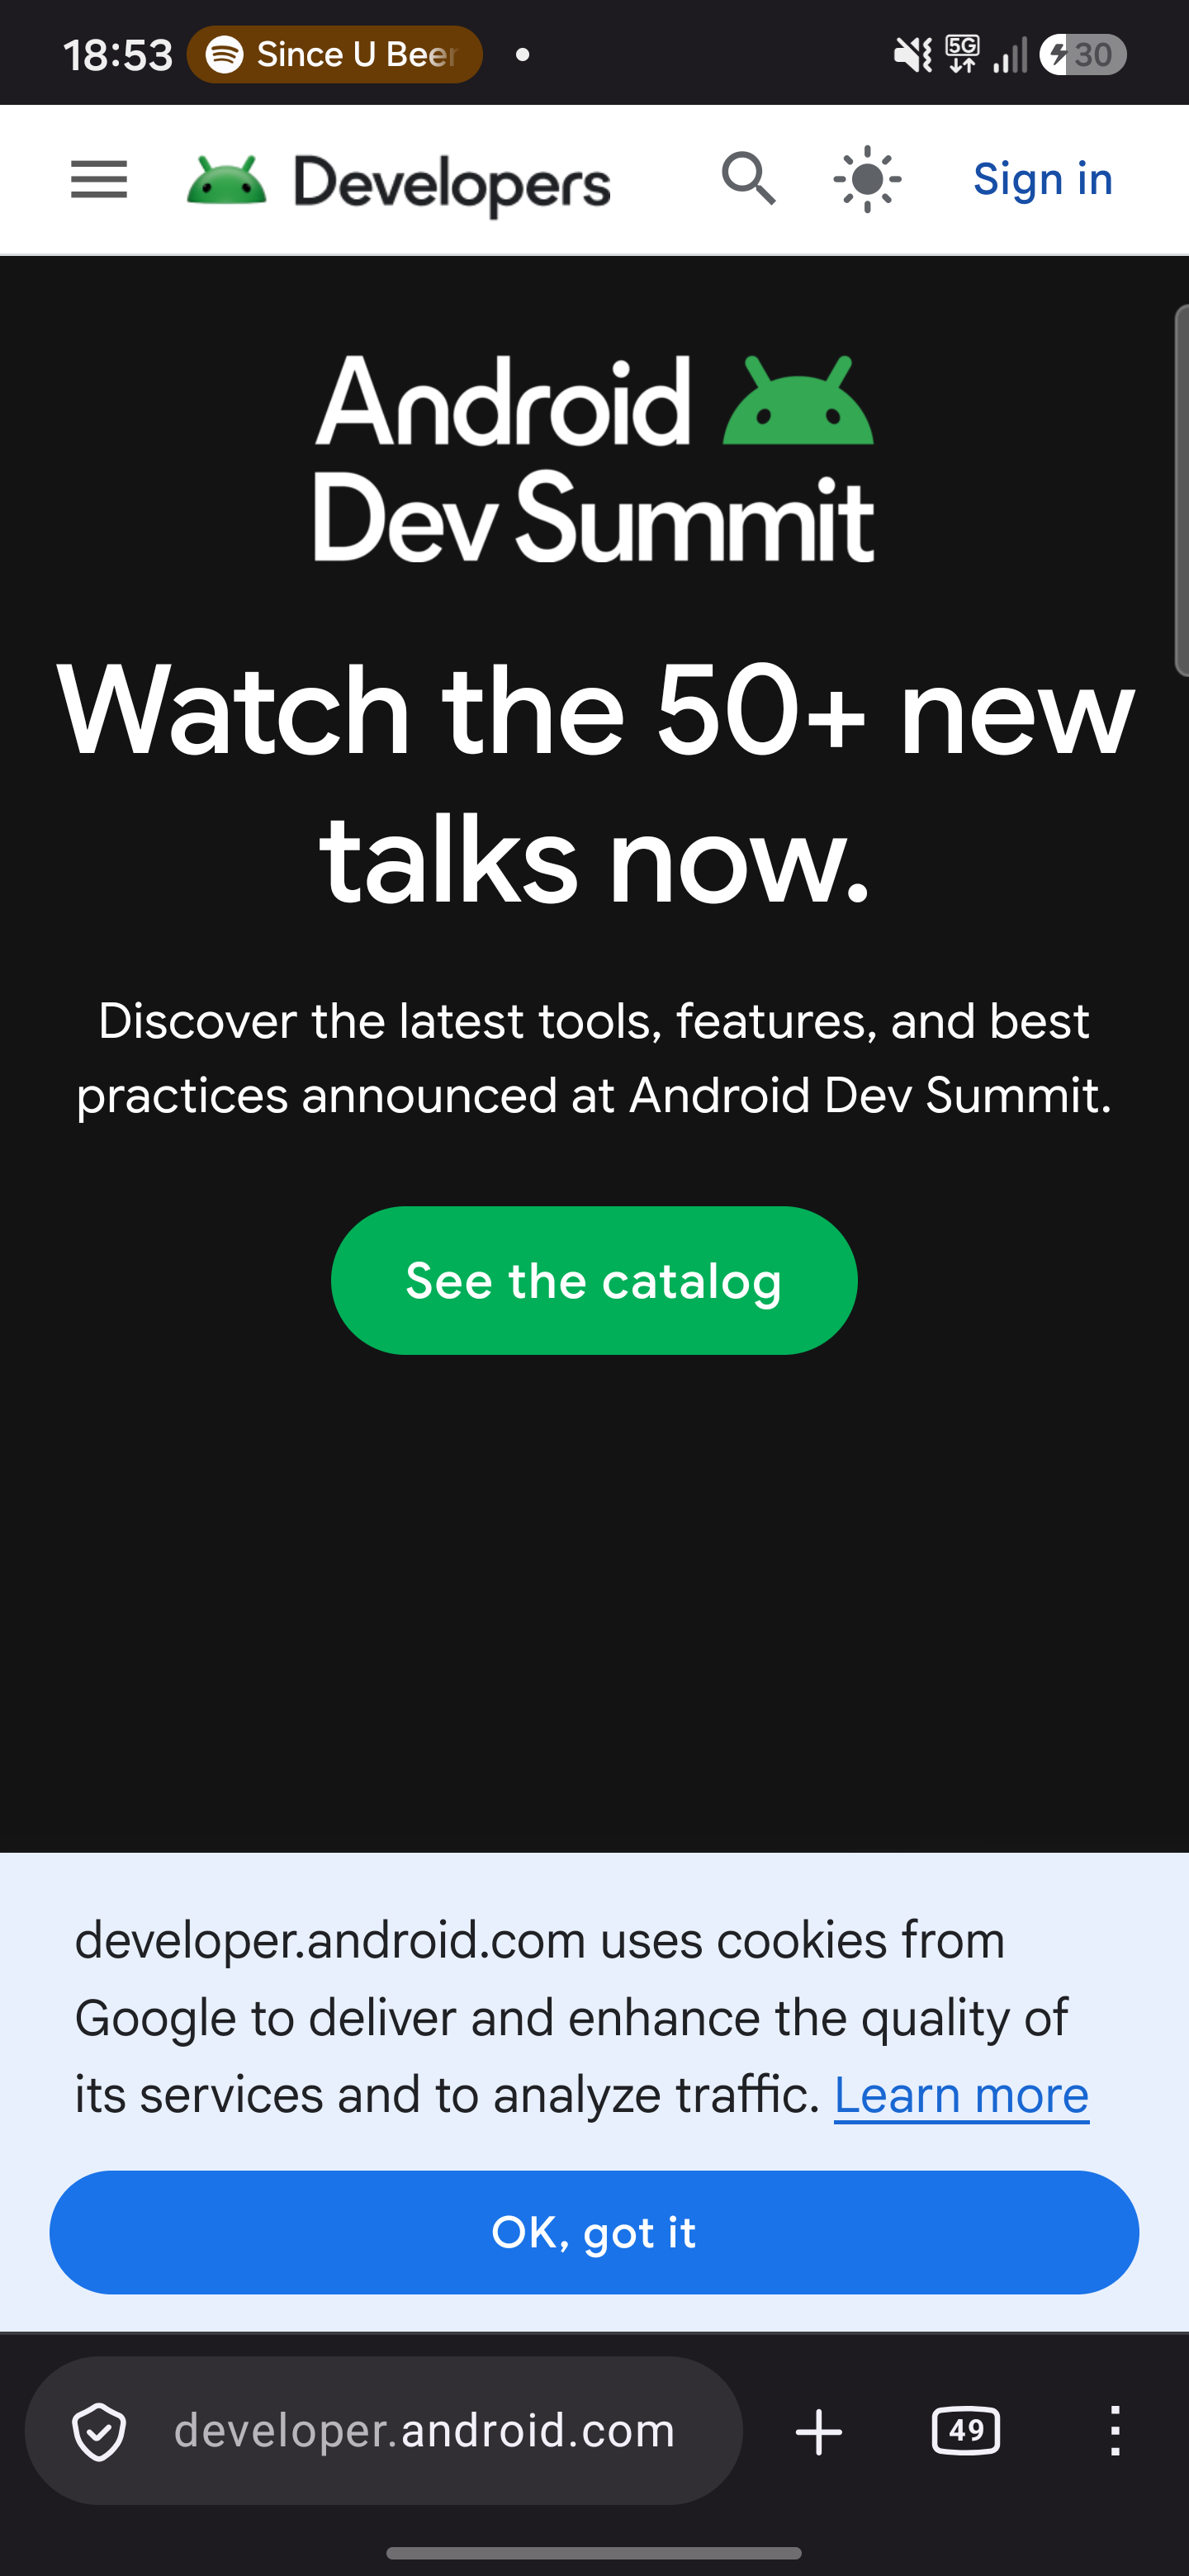 18:53 Since U Been 5G 30
Developers Sign in
Android
Dev Summit
Watch the 50+ new
talks now.
Discover the latest tools, features, and best
practices announced at Android Dev Summit.
See the catalog
developer.android.com uses cookies from
Google to deliver and enhance the quality of
its services and to analyze traffic. Learn more
OK, got it
developer.android.com 49